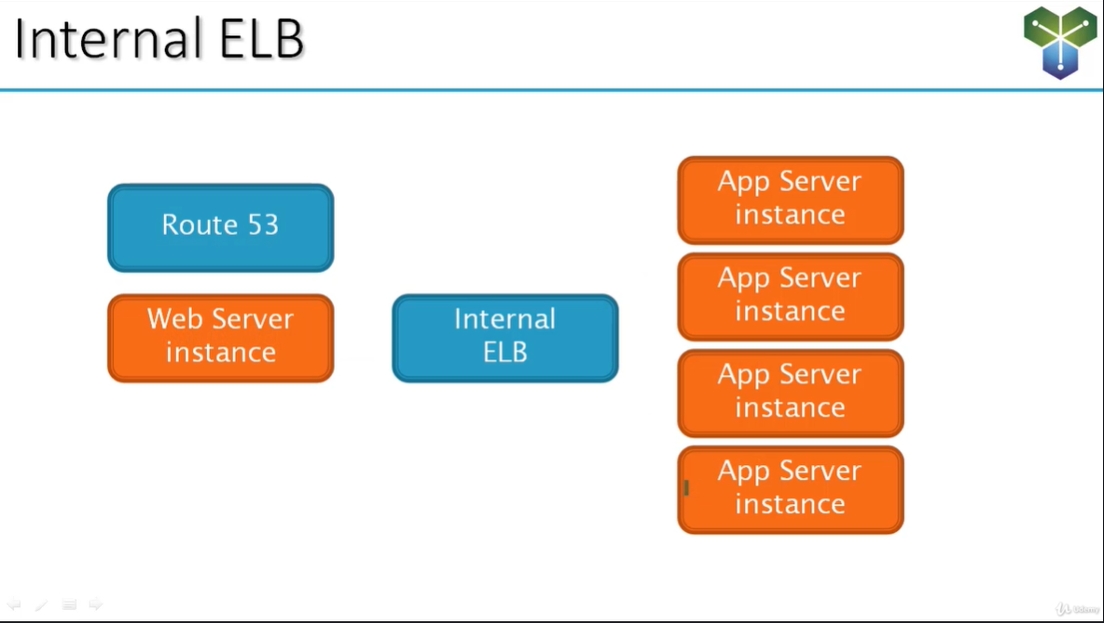 Internal ELB
Route 53
Web Server
instance
Internal
ELB
App Server
instance
App Server
instance
App Server
instance
App Server
instance
Udemy